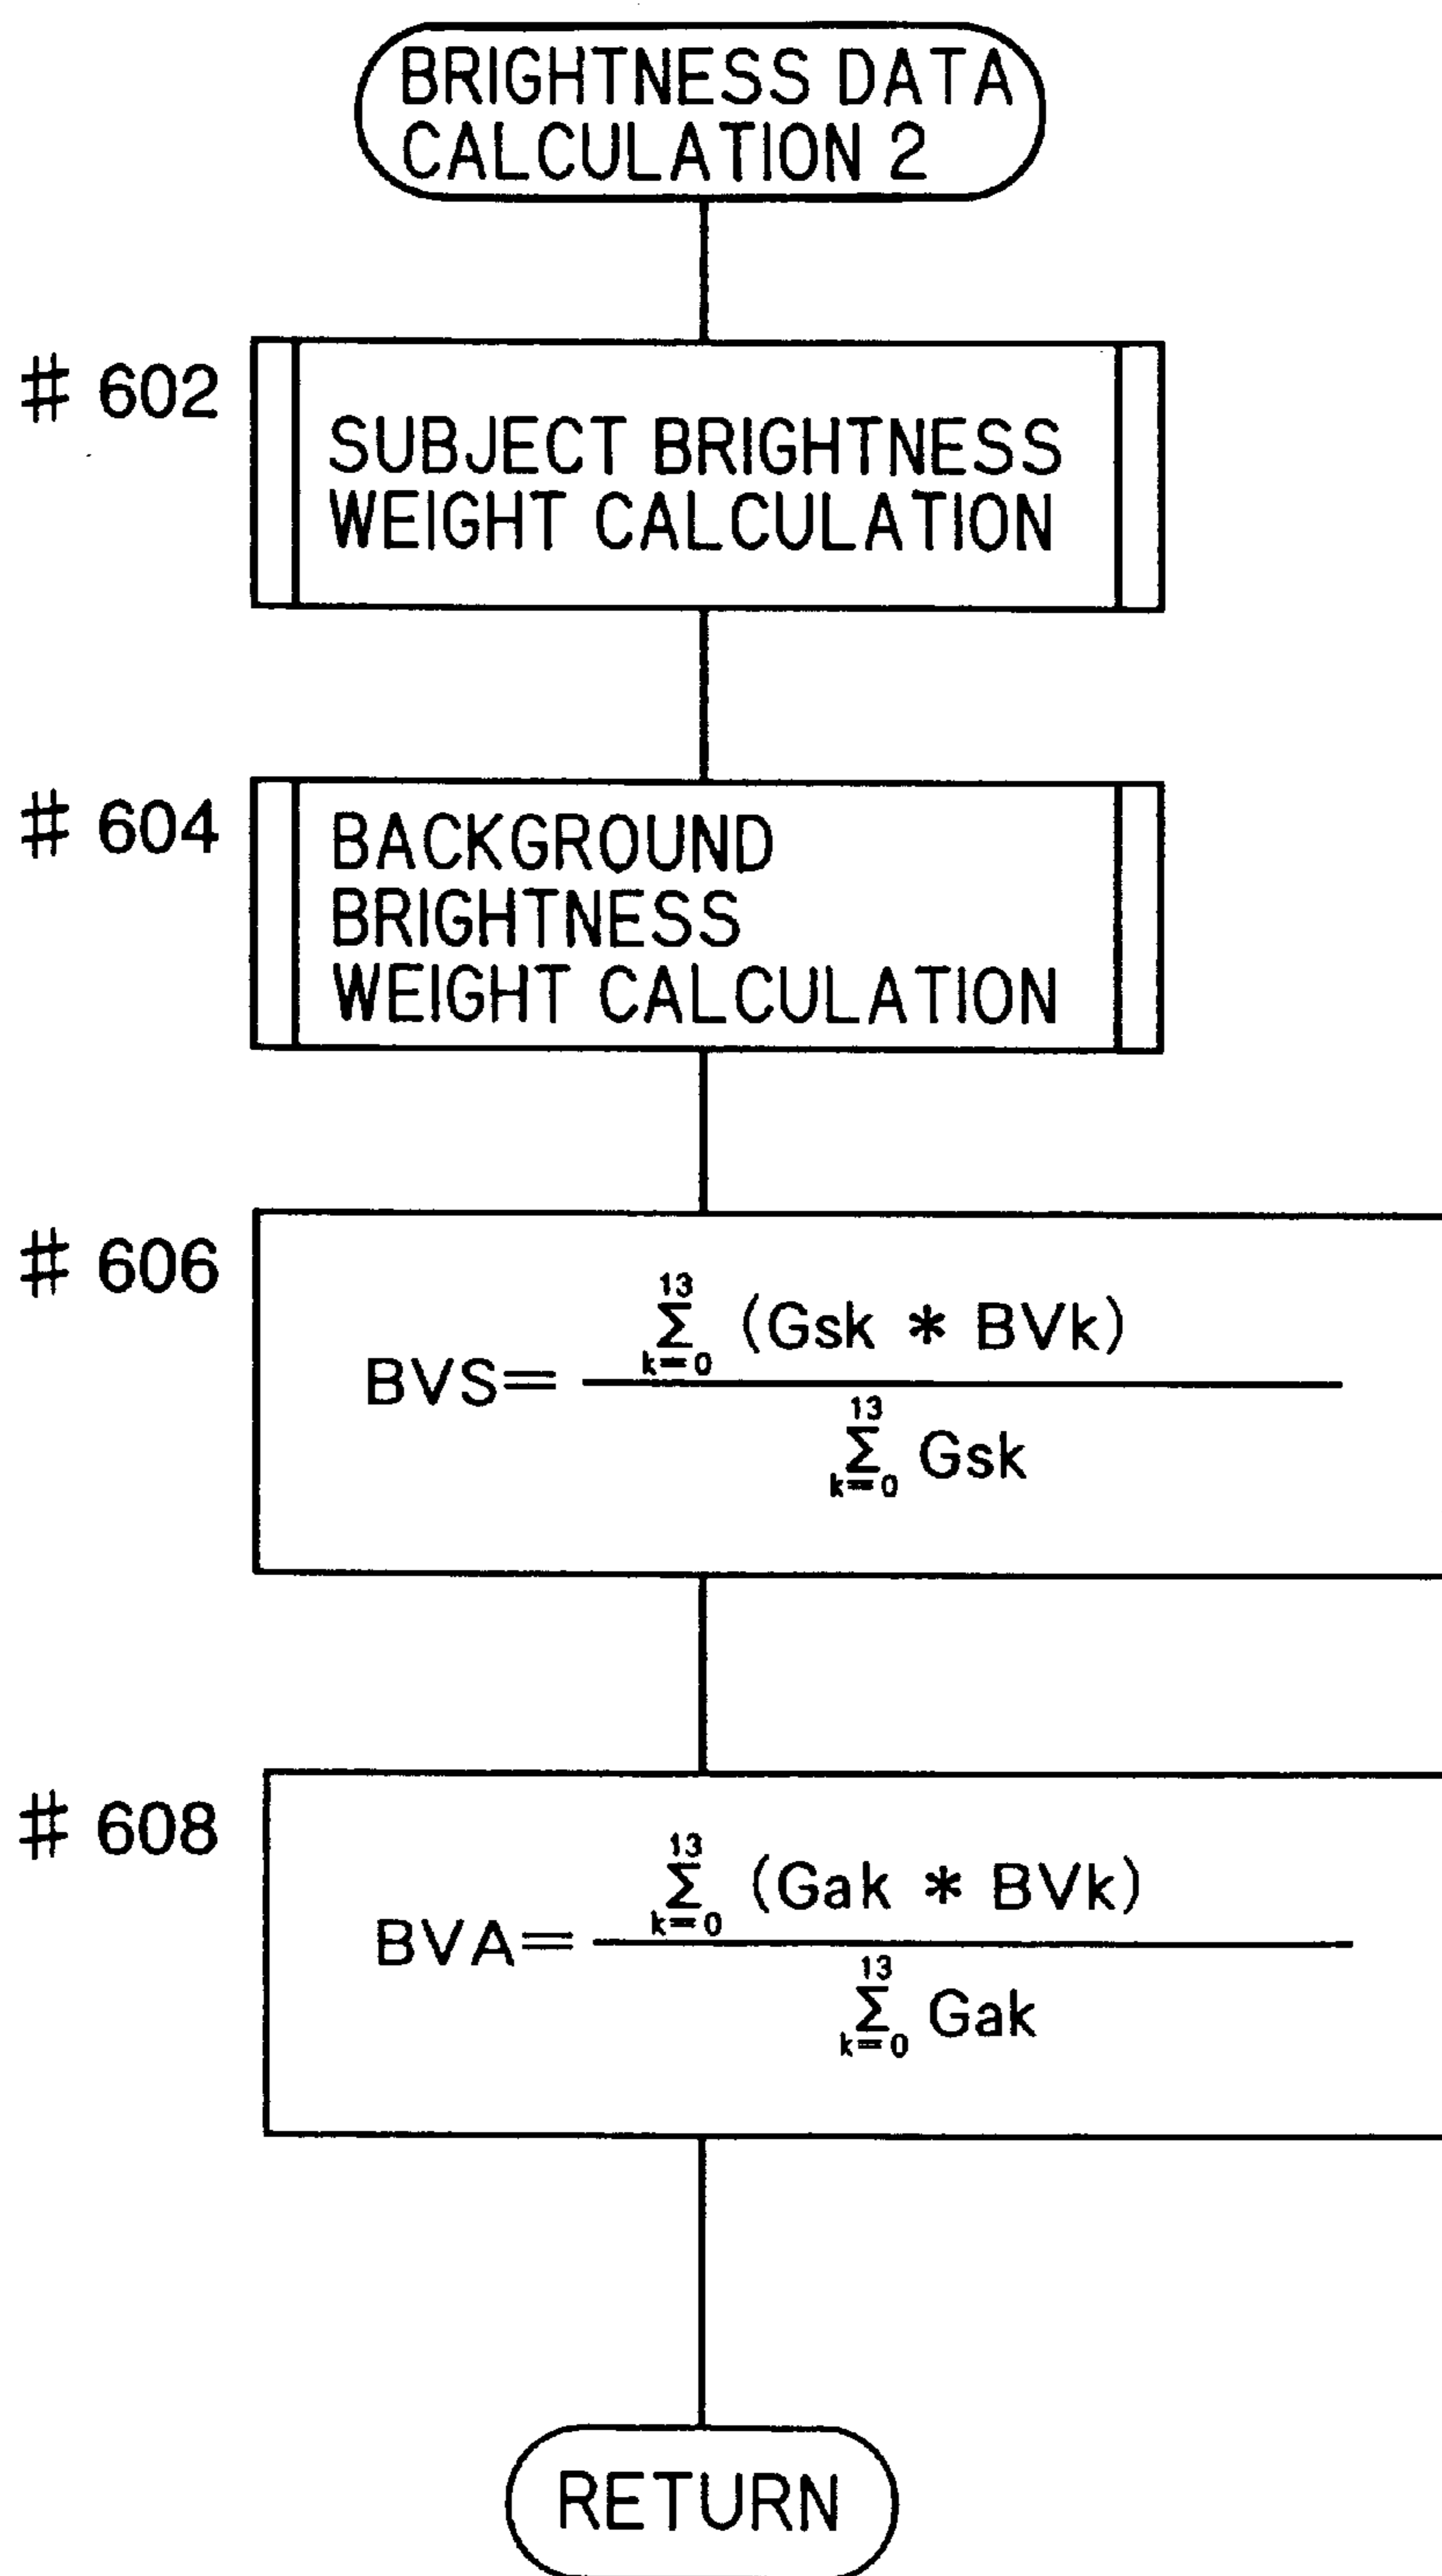 BRIGHTNESS DATA
CALCULATION 2
# 602
SUBJECT BRIGHTNESS
WEIGHT CALCULATION
# 604
BACKGROUND
BRIGHTNESS
WEIGHT CALCULATION
# 606
BVS= 13 Σ k=0 (Gsk * BVk)
13 Σ k=0 Gsk
# 608
BVA= 13 Σ k=0 (Gak * BVk)
13 Σ k=0 Gak
RETURN